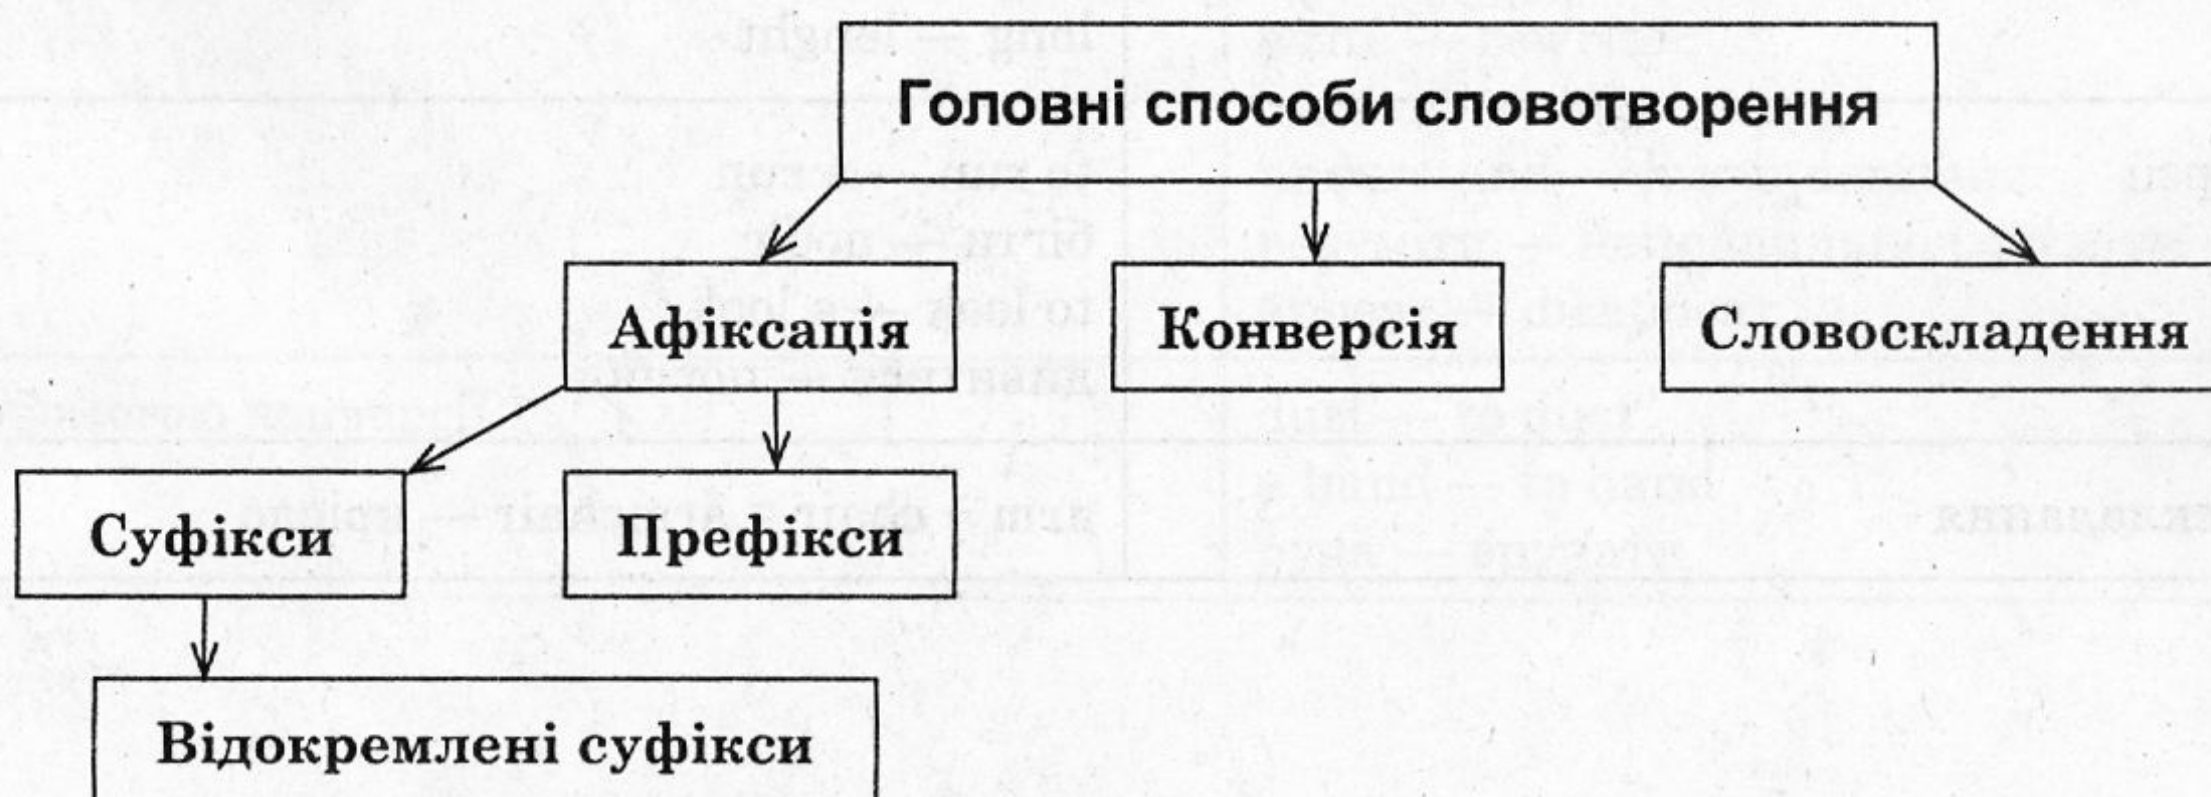 Головні способи словотворення
Афіксація
Конверсія
Словоскладення
Суфікси
Префікси
Відокремлені суфікси